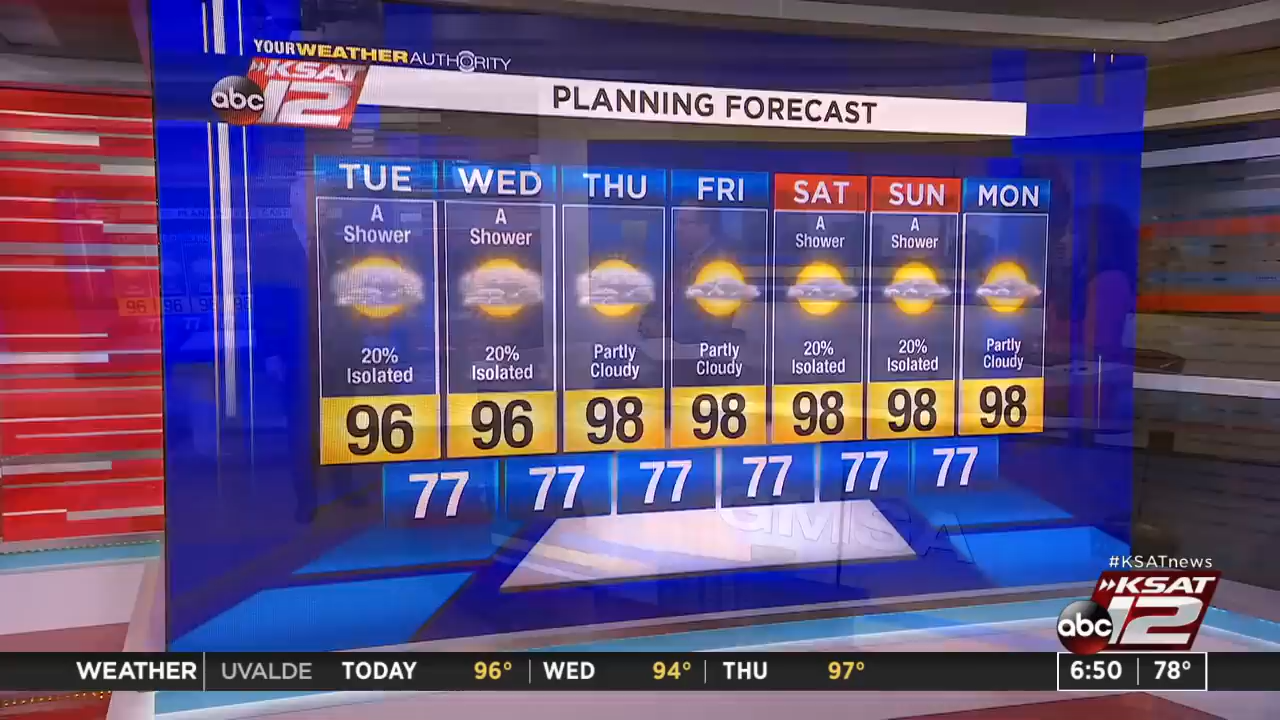 YOURWEATHERAUTHORITY
abc KSAT 12
PLANNING FORECAST
TUE WED THU FRI SAT SUN MON
A Shower
A Shower
A Shower
A Shower
20% Isolated
20% Isolated
Partly Cloudy
Partly Cloudy
20% Isolated
20% Isolated
Partly Cloudy
96 96 98 98 98 98 98
77 77 77 77 77 77
GMSA
#KSATnews
KSAT
abc 12
WEATHER UVALDE TODAY 96° WED 94° THU 97° 6:50 78°